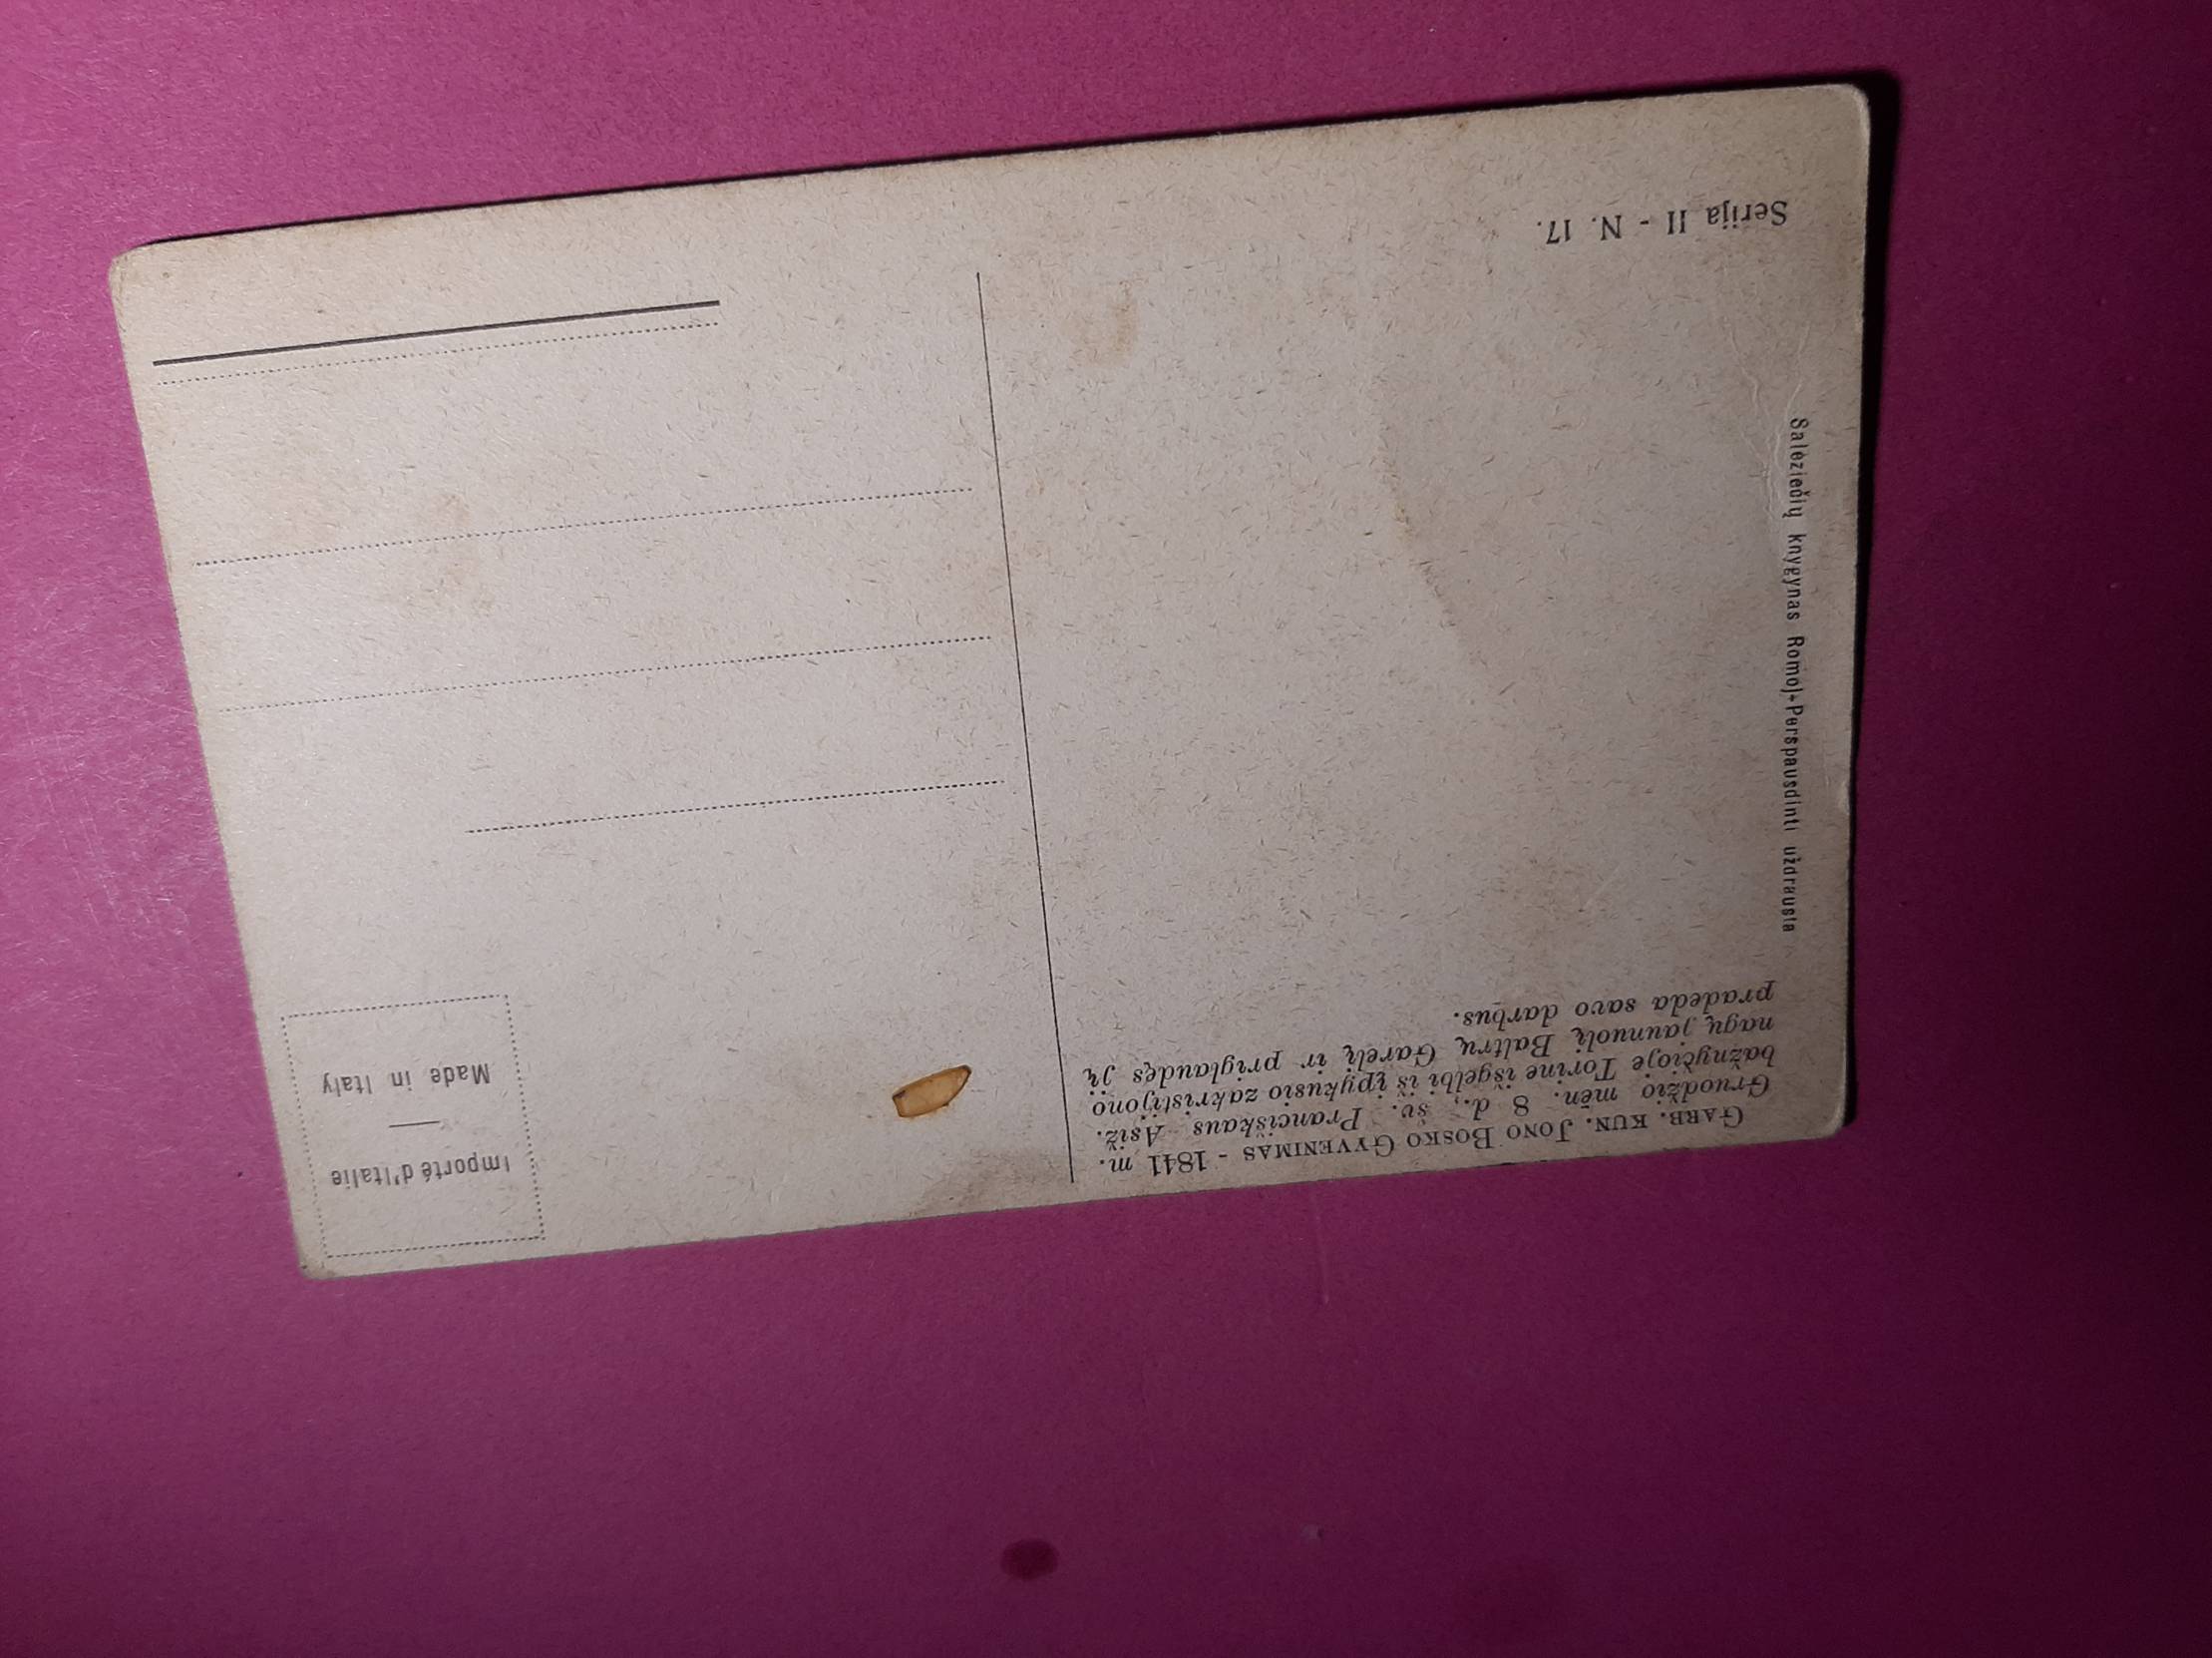 GARB. KUN. JONO BOSKO GYVENIMAS - 1841 m.
Gruodžio mėn. 8 d., šv. Pranciškaus Asiž.
bažnyčioje Torine išgelbi iš įpykusio zakristijono
nagų jaunuolį Baltrų Garelį ir priglaudęs jį
pradeda savo darbus.
Importé d'Italie
Made in Italy
Saleziečių knygynas Romoj • Perspausdinti uždrausta
Serija II - N. 17.